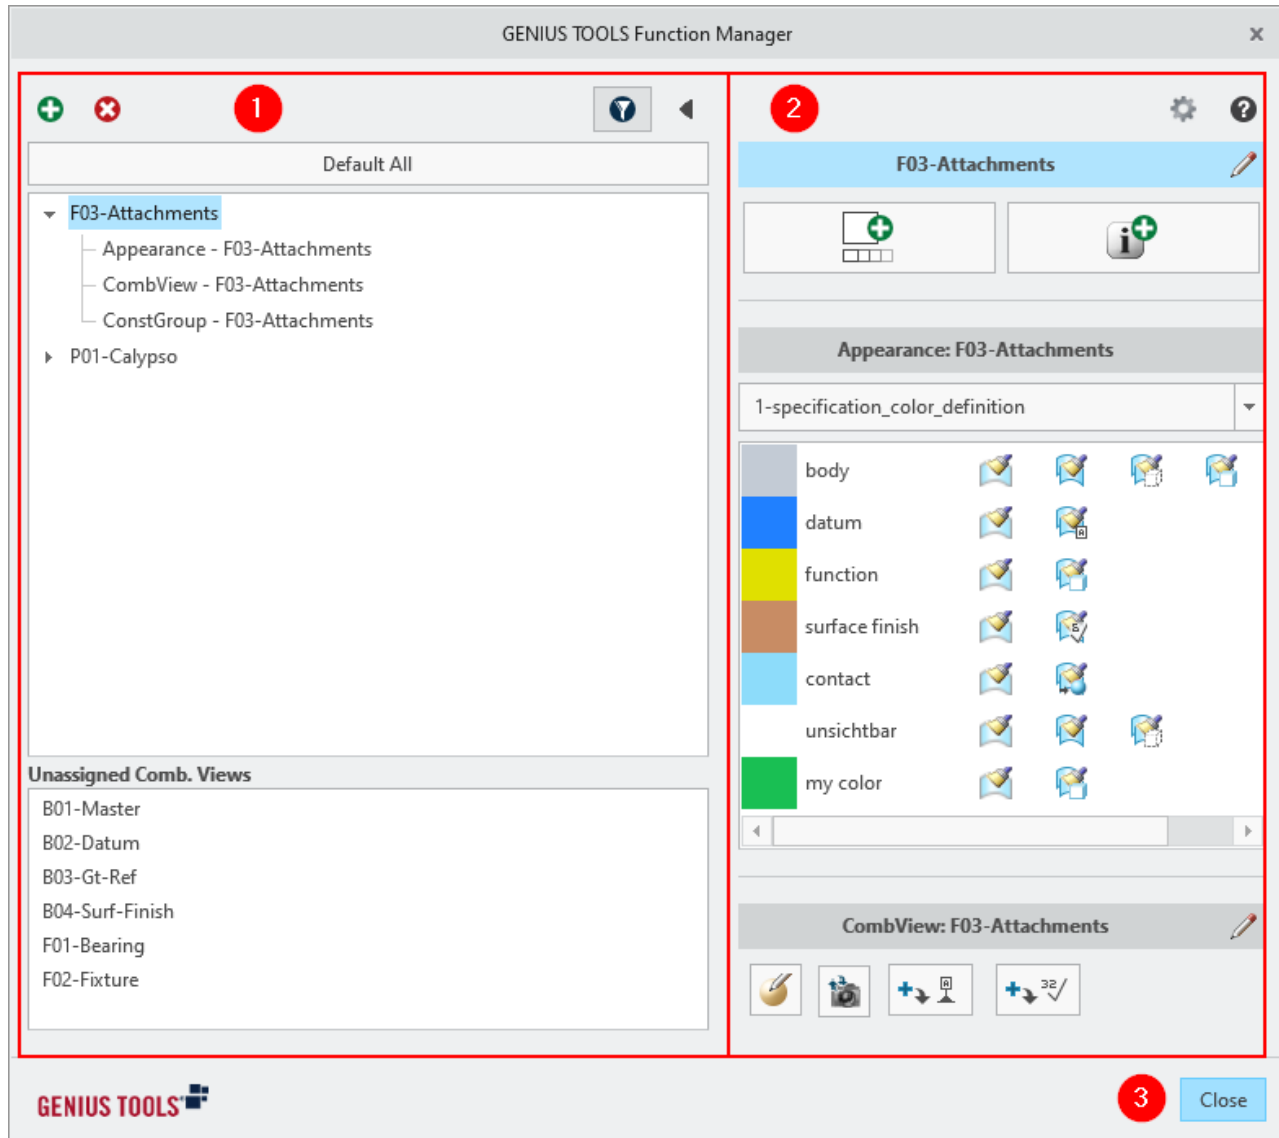 GENIUS TOOLS Function Manager
1
Default All
F03-Attachments
Appearance - F03-Attachments
CombView - F03-Attachments
ConstGroup - F03-Attachments
P01-Calypso
Unassigned Comb. Views
B01-Master
B02-Datum
B03-Gt-Ref
B04-Surf-Finish
F01-Bearing
F02-Fixture
2
F03-Attachments
Appearance: F03-Attachments
1-specification_color_definition
body
datum
function
surface finish
contact
unsichtbar
my color
CombView: F03-Attachments
A
32
GENIUS TOOLS
3
Close